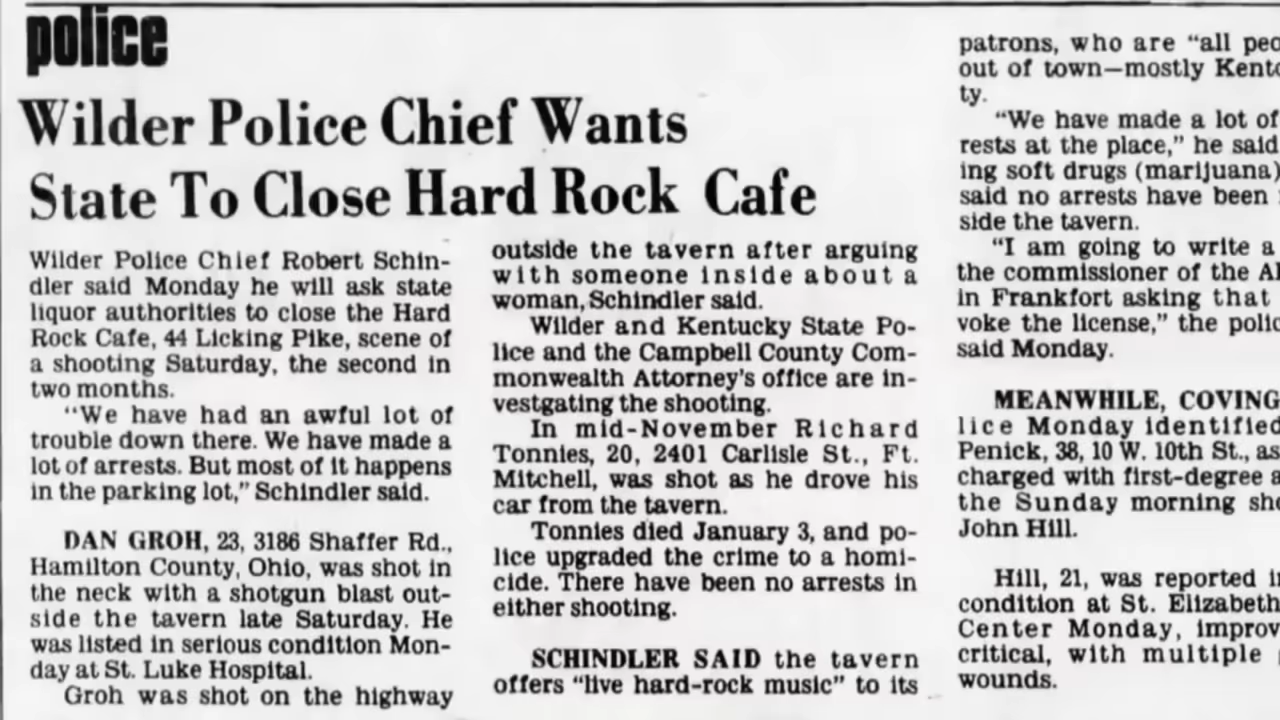 police
Wilder Police Chief Wants
State To Close Hard Rock Cafe
Wilder Police Chief Robert Schin-
dler said Monday he will ask state
liquor authorities to close the Hard
Rock Cafe, 44 Licking Pike, scene of
a shooting Saturday, the second in
two months.
"We have had an awful lot of
trouble down there. We have made a
lot of arrests. But most of it happens
in the parking lot," Schindler said.
DAN GROH, 23, 3186 Shaffer Rd.,
Hamilton County, Ohio, was shot in
the neck with a shotgun blast out-
side the tavern late Saturday. He
was listed in serious condition Mon-
day at St. Luke Hospital.
Groh was shot on the highway
outside the tavern after arguing
with someone inside about a
woman, Schindler said.
Wilder and Kentucky State Po-
lice and the Campbell County Com-
monwealth Attorney's office are in-
vestgating the shooting.
In mid-November Richard
Tonnies, 20, 2401 Carlisle St., Ft.
Mitchell, was shot as he drove his
car from the tavern.
Tonnies died January 3, and po-
lice upgraded the crime to a homi-
cide. There have been no arrests in
either shooting.
SCHINDLER SAID the tavern
offers "live hard-rock music" to its
patrons, who are "all
out of town—mostly
ty.
"We have made a lot of
rests at the place," he said
ing soft drugs (marijuana)
said no arrests have been
side the tavern.
"I am going to write a
the commissioner of the
in Frankfort asking that
voke the license," the
said Monday.
MEANWHILE, COVING
lice Monday identified
Penick, 38, 10 W. 10th St., as
charged with first-degree a
the Sunday morning
John Hill.
Hill, 21, was reported
condition at St. Elizabeth
Center Monday, improv
critical, with multiple
wounds.